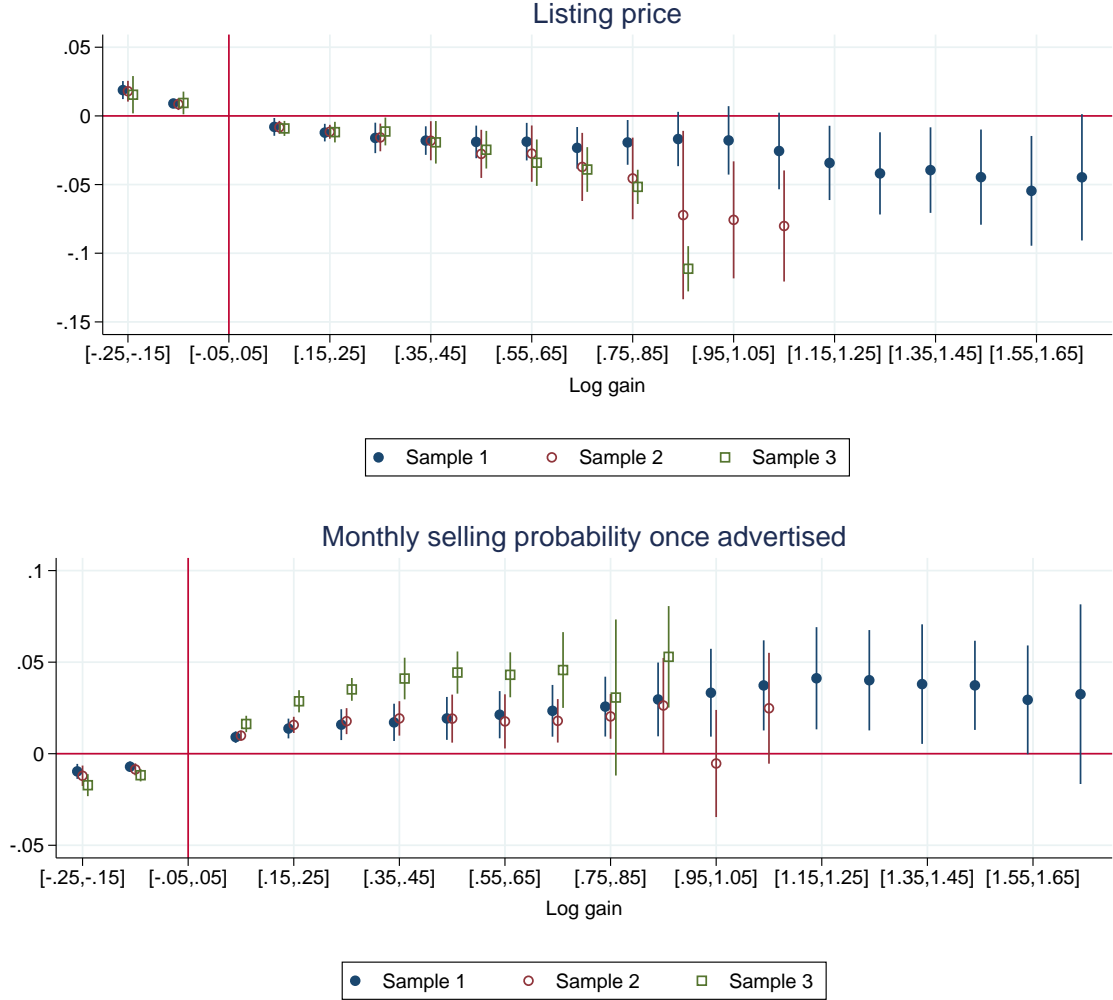 Listing price
.05
0
-.05
-.1
-.15
[-.25,-.15] [-.05,.05] [.15,.25] [.35,.45] [.55,.65] [.75,.85] [.95,1.05] [1.15,1.25] [1.35,1.45] [1.55,1.65]
Log gain
Sample 1 Sample 2 Sample 3
Monthly selling probability once advertised
.1
.05
0
-.05
[-.25,-.15] [-.05,.05] [.15,.25] [.35,.45] [.55,.65] [.75,.85] [.95,1.05] [1.15,1.25] [1.35,1.45] [1.55,1.65]
Log gain
Sample 1 Sample 2 Sample 3